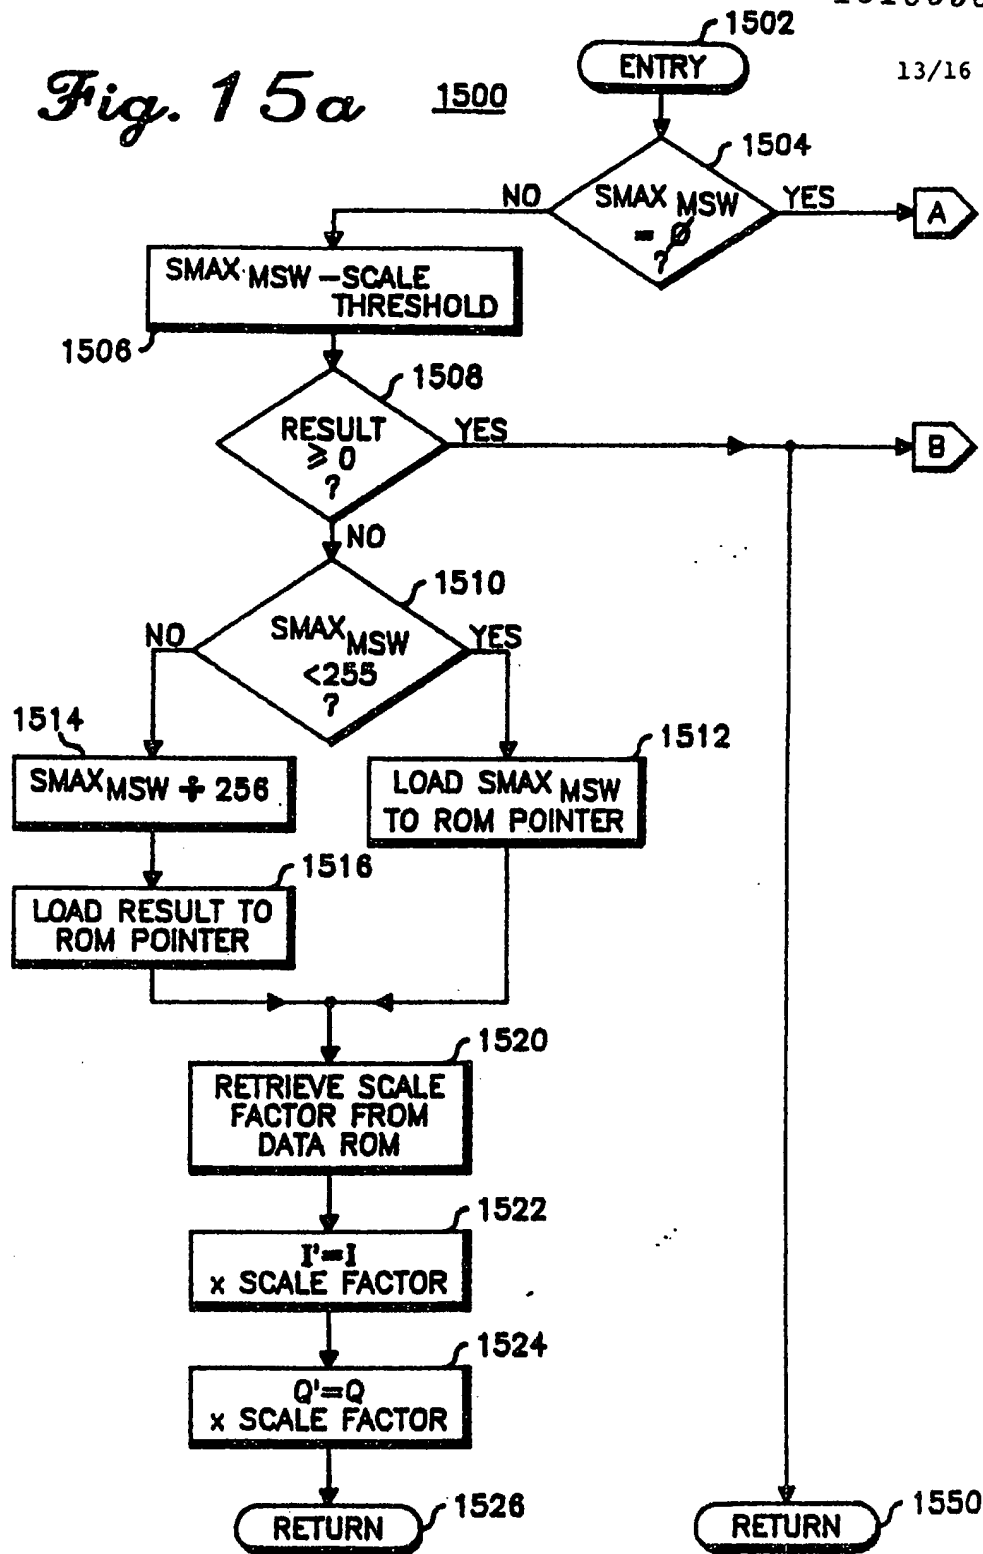 1502
ENTRY
13/16
Fig. 15a
1500
1504
SMAX MSW
= Ø
?
NO
YES
A
SMAX MSW – SCALE
THRESHOLD
1506
1508
RESULT
≥ 0
?
YES
B
NO
1510
SMAX MSW
<255
?
NO
YES
1514
SMAX MSW ÷ 256
1512
LOAD SMAX MSW
TO ROM POINTER
1516
LOAD RESULT TO
ROM POINTER
1520
RETRIEVE SCALE
FACTOR FROM
DATA ROM
1522
I'=I
x SCALE FACTOR
1524
Q'=Q
x SCALE FACTOR
RETURN
1526
RETURN
1550